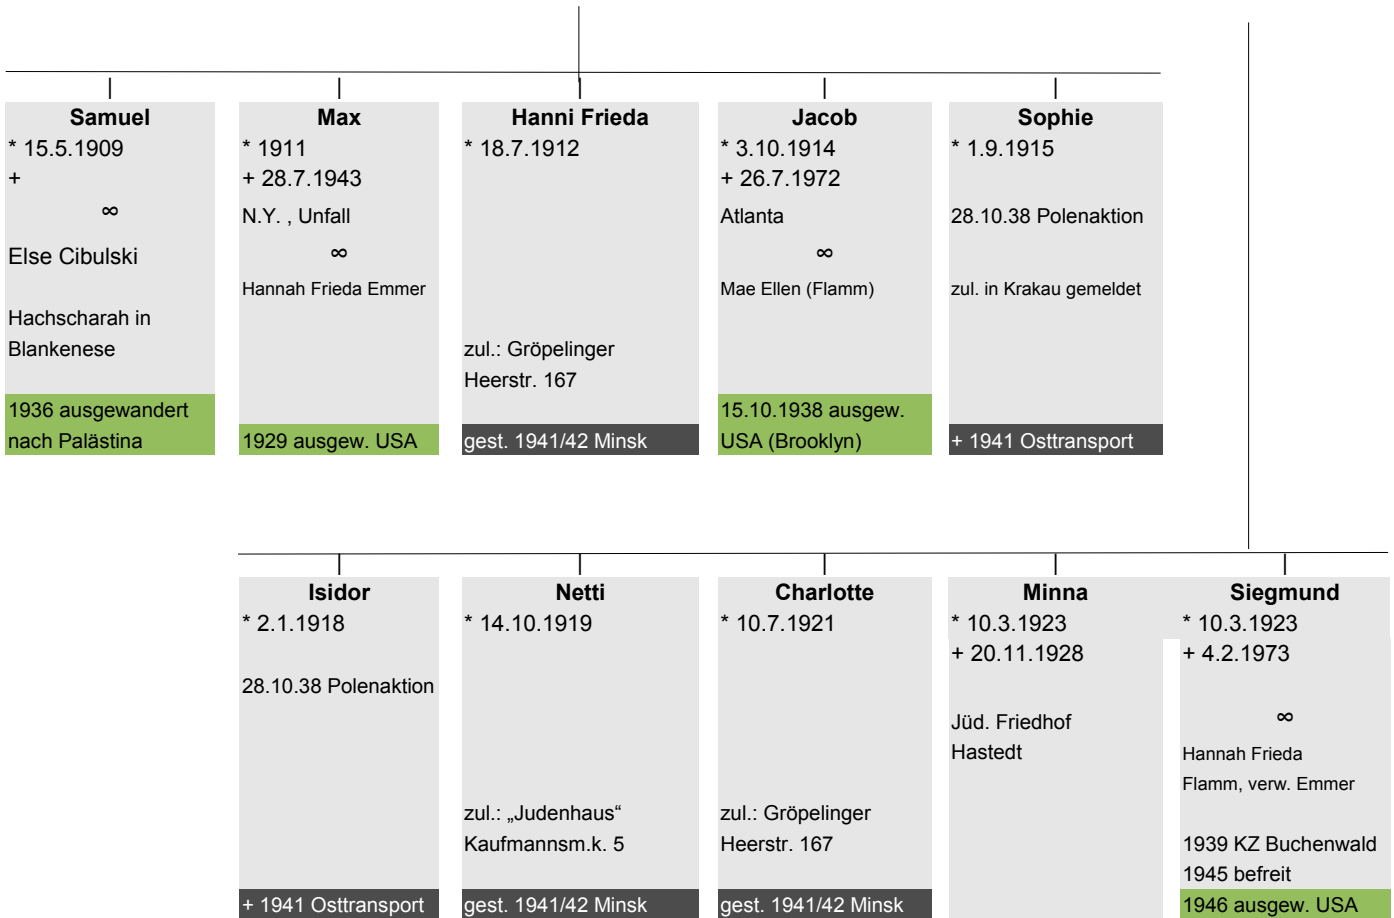 Samuel
* 15.5.1909
+
∞
Else Cibulski
Hachscharah in
Blankenese
1936 ausgewandert
nach Palästina
Max
* 1911
+ 28.7.1943
N.Y. , Unfall
∞
Hannah Frieda Emmer
1929 ausgew. USA
Hanni Frieda
* 18.7.1912
zul.: Gröpelinger
Heerstr. 167
gest. 1941/42 Minsk
Jacob
* 3.10.1914
+ 26.7.1972
Atlanta
∞
Mae Ellen (Flamm)
15.10.1938 ausgew.
USA (Brooklyn)
Sophie
* 1.9.1915
28.10.38 Polenaktion
zul. in Krakau gemeldet
+ 1941 Osttransport
Isidor
* 2.1.1918
28.10.38 Polenaktion
+ 1941 Osttransport
Netti
* 14.10.1919
zul.: „Judenhaus“
Kaufmannsm.k. 5
gest. 1941/42 Minsk
Charlotte
* 10.7.1921
zul.: Gröpelinger
Heerstr. 167
gest. 1941/42 Minsk
Minna
* 10.3.1923
+ 20.11.1928
Jüd. Friedhof
Hastedt
Siegmund
* 10.3.1923
+ 4.2.1973
∞
Hannah Frieda
Flamm, verw. Emmer
1939 KZ Buchenwald
1945 befreit
1946 ausgew. USA